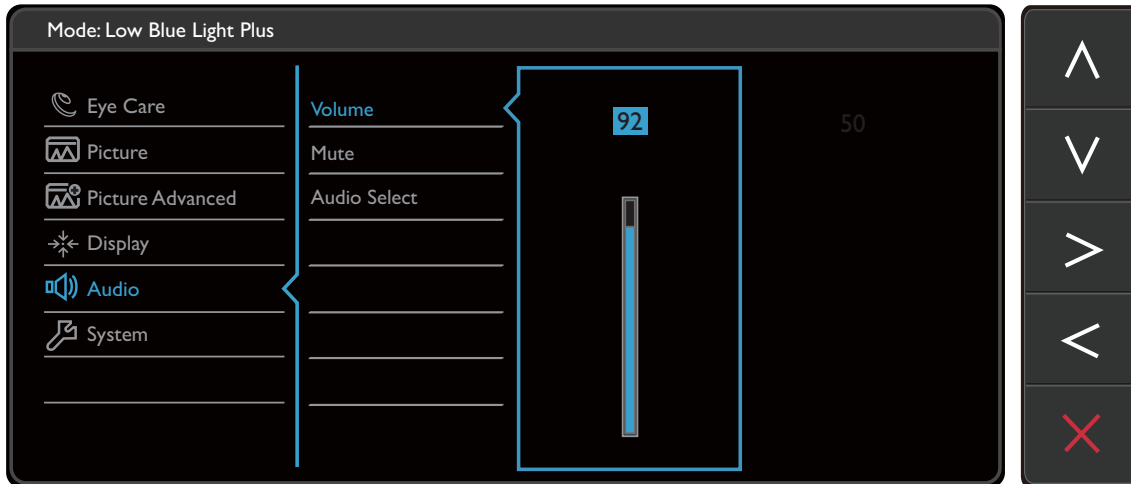 Mode: Low Blue Light Plus
Eye Care
Picture
Picture Advanced
Display
Audio
System
Volume
Mute
Audio Select
92
50